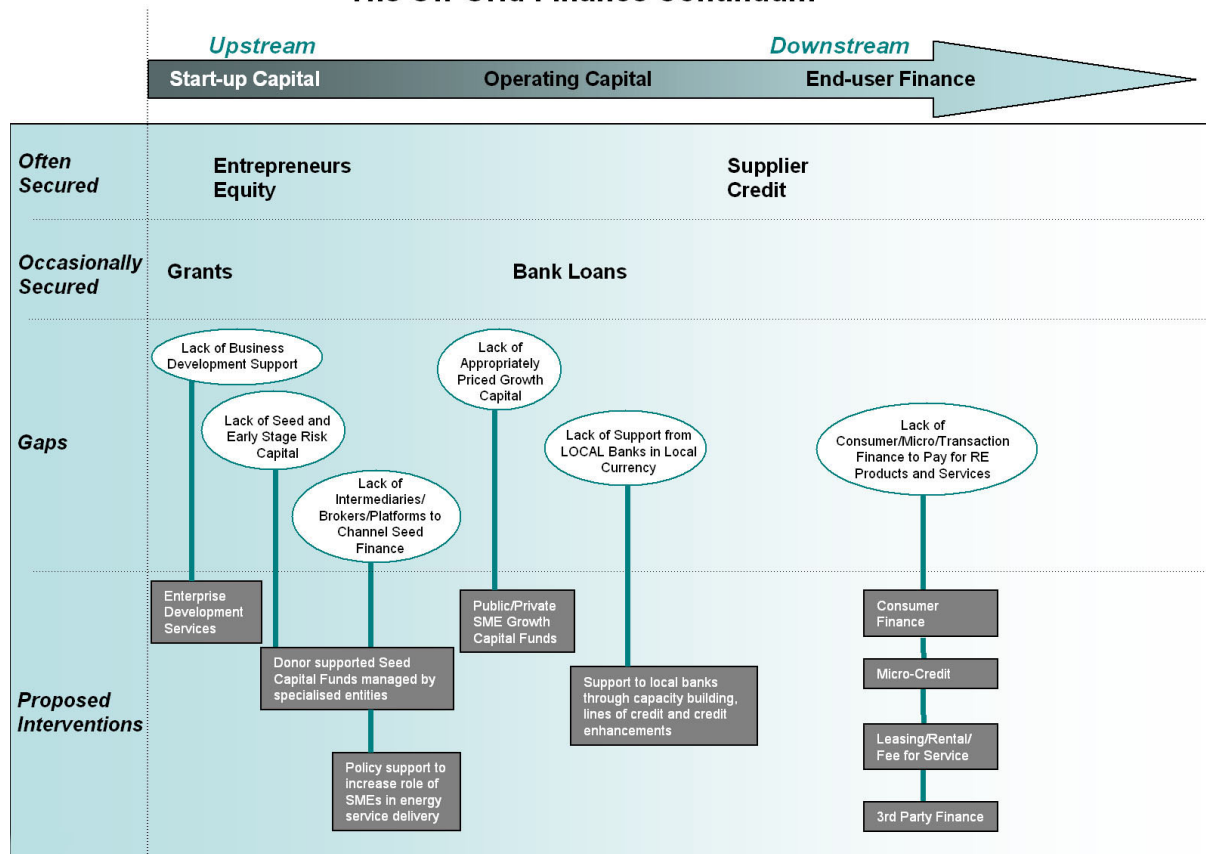 The Off-Grid Finance Conundrum
Upstream
Downstream
Start-up Capital
Operating Capital
End-user Finance
Often
Secured
Entrepreneurs
Equity
Supplier
Credit
Occasionally
Secured
Grants
Bank Loans
Gaps
Lack of Business
Development Support
Lack of Seed and
Early Stage Risk
Capital
Lack of
Intermediaries/
Brokers/Platforms to
Channel Seed
Finance
Lack of
Appropriately
Priced Growth
Capital
Lack of Support from
LOCAL Banks in Local
Currency
Lack of
Consumer/Micro/Transaction
Finance to Pay for RE
Products and Services
Proposed
Interventions
Enterprise
Development
Services
Donor supported Seed
Capital Funds managed by
specialised entities
Policy support to
increase role of
SMEs in energy
service delivery
Public/Private
SME Growth
Capital Funds
Support to local banks
through capacity building,
lines of credit and credit
enhancements
Consumer
Finance
Micro-Credit
Leasing/Rental/
Fee for Service
3rd Party Finance